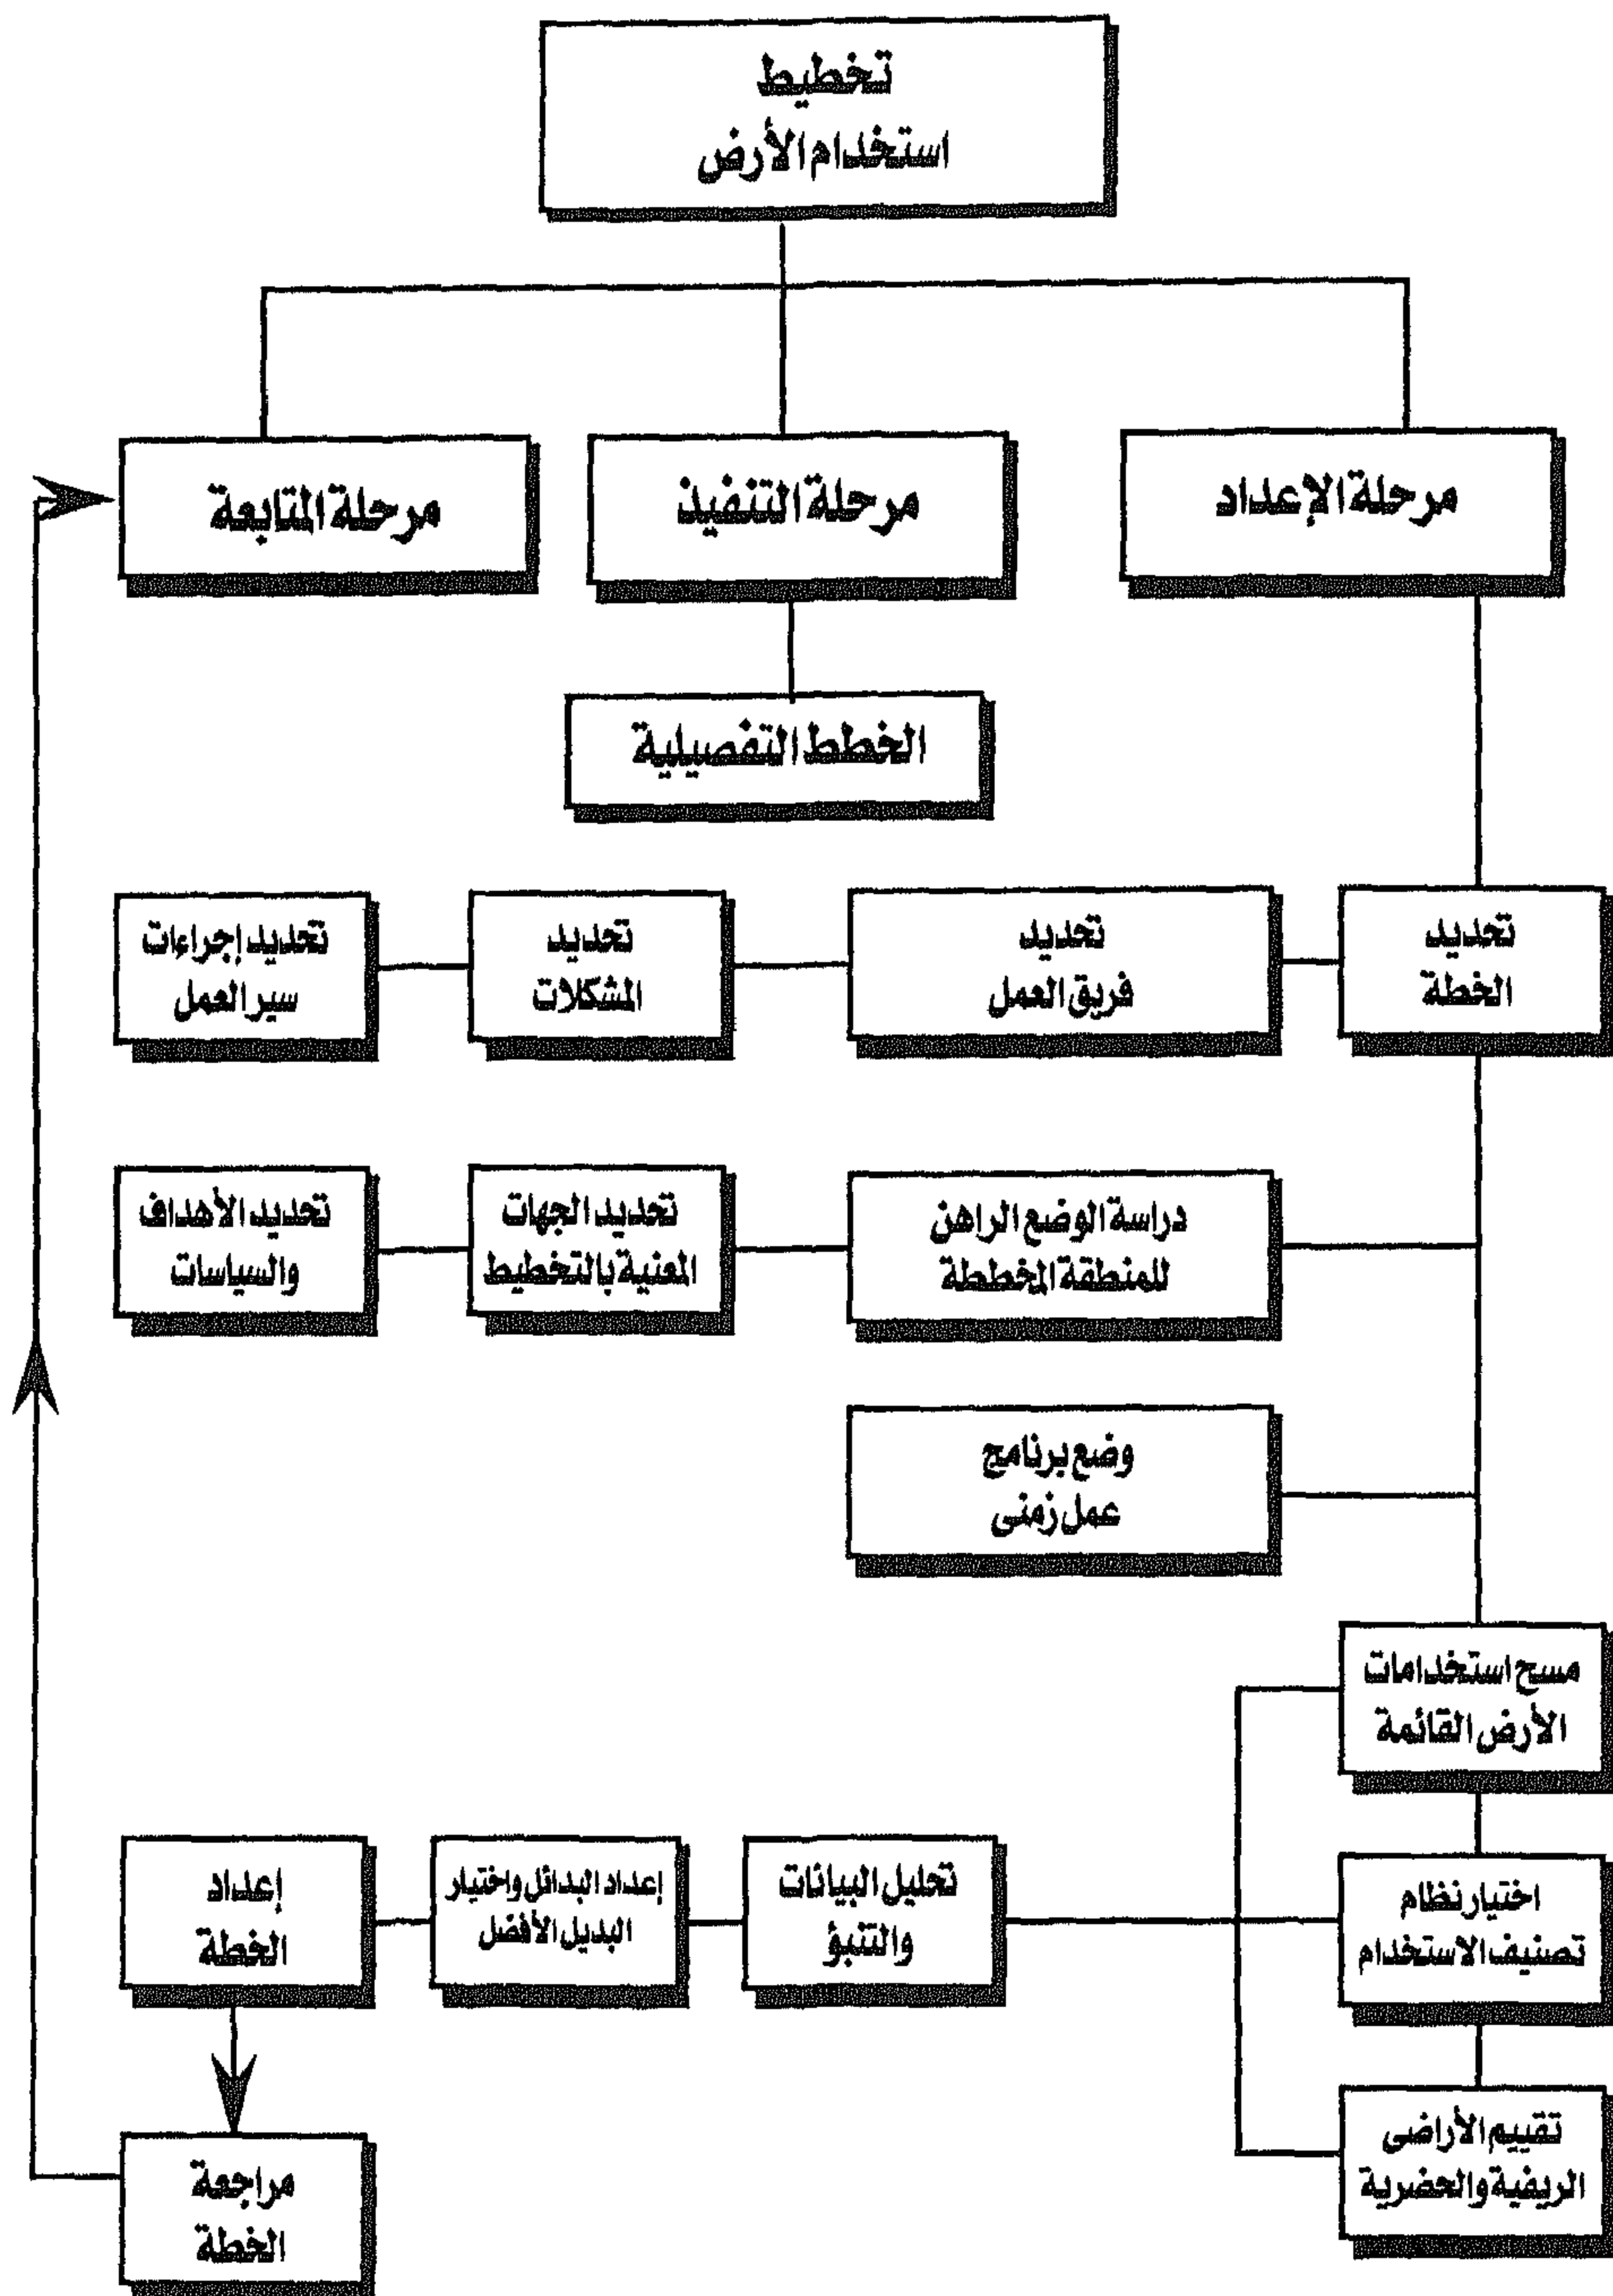 تخطيط
استخدام الأرض
مرحلة الإعداد
مرحلة التنفيذ
مرحلة المتابعة
الخطط التفصيلية
تحديد
الخطة
تحديد
فريق العمل
تحديد
المشكلات
تحديد إجراءات
سير العمل
دراسة الوضع الراهن
للمنطقة المخططة
تحديد الجهات
المعنية بالتخطيط
تحديد الأهداف
والسياسات
وضع برنامج
عمل زمنى
مسح استخدامات
الأرض القائمة
اختيار نظام
تصنيف الاستخدام
تحليل البيانات
والتنبؤ
إعداد البدائل واختيار
البديل الأفضل
إعداد
الخطة
تقييم الأراضى
الريفية والحضرية
مراجعة
الخطة